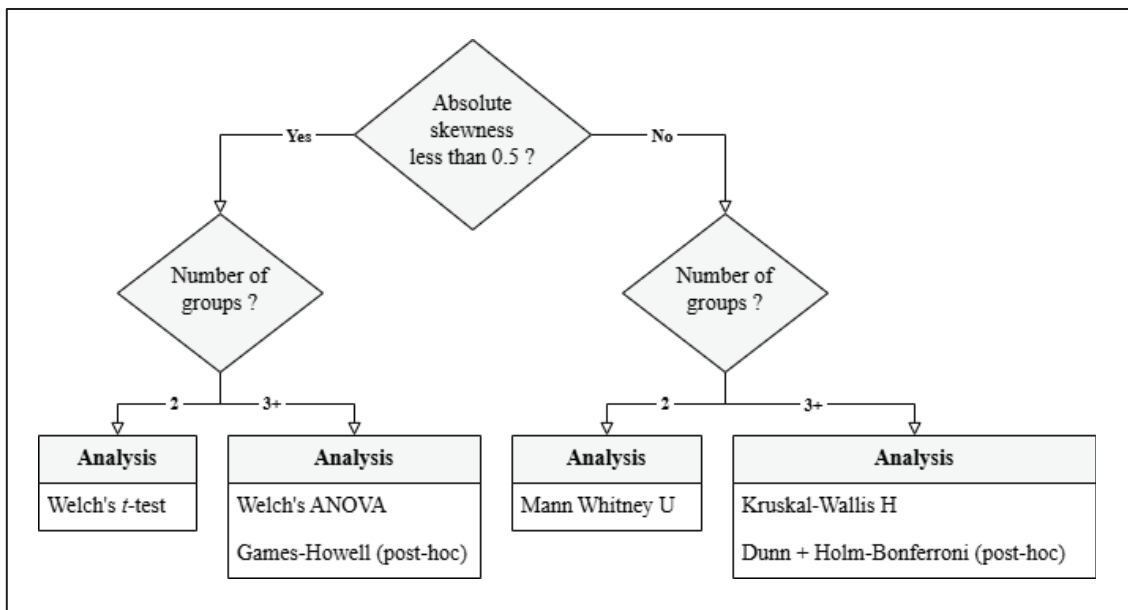 Absolute
skewness
less than 0.5 ?
Yes
No
Number of
groups ?
Number of
groups ?
2
3+
2
3+
Analysis
Welch's t-test
Analysis
Welch's ANOVA
Games-Howell (post-hoc)
Analysis
Mann Whitney U
Analysis
Kruskal-Wallis H
Dunn + Holm-Bonferroni (post-hoc)